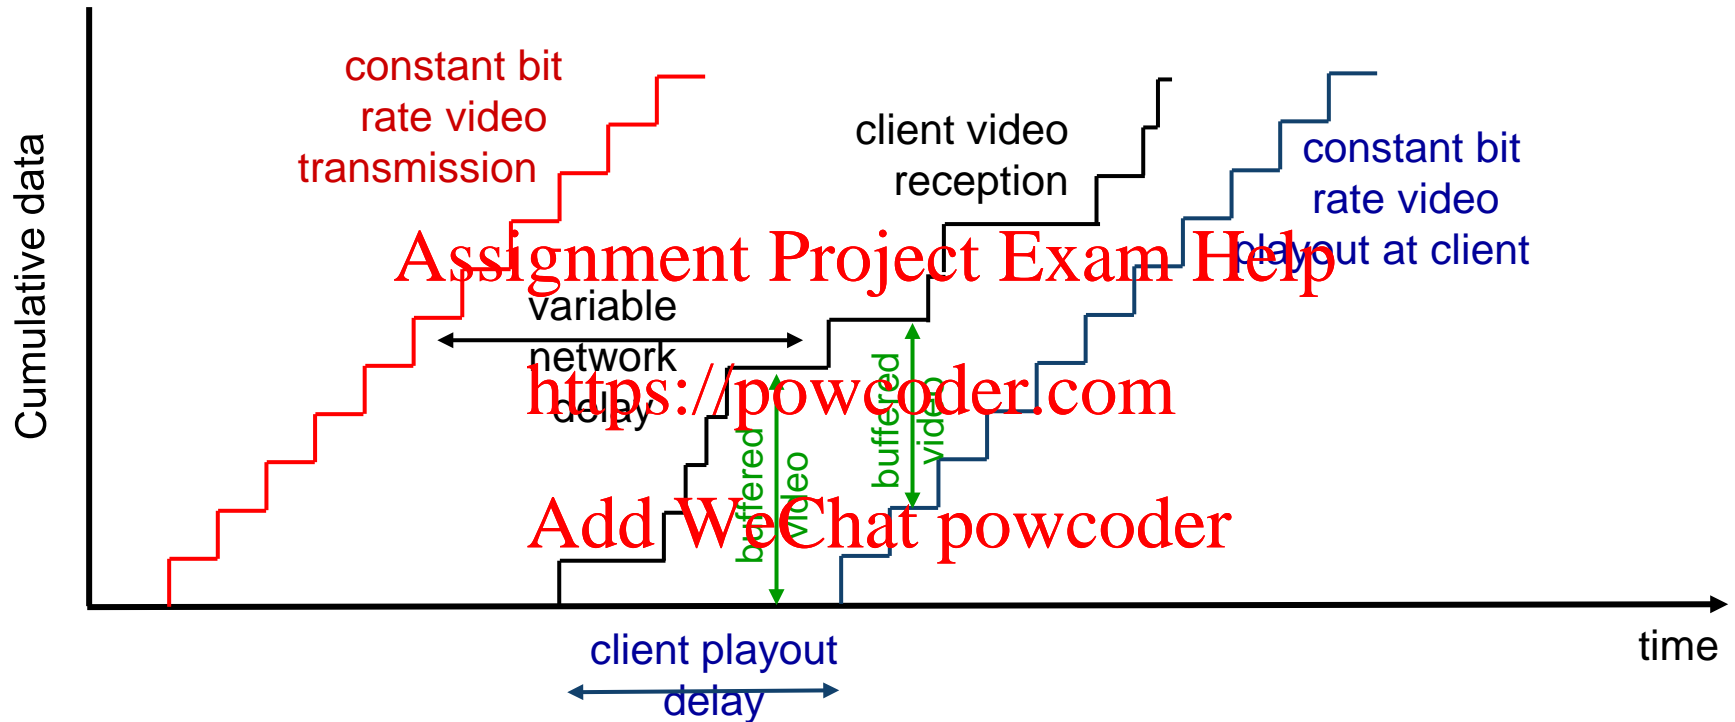 constant bit
rate video
transmission
client video
reception
constant bit
rate video
playout at client
Cumulative data
Assignment Project Exam Help
variable
network
delay
https://powcoder.com
buffered
video
buffered
video
Add WeChat powcoder
time
client playout
delay